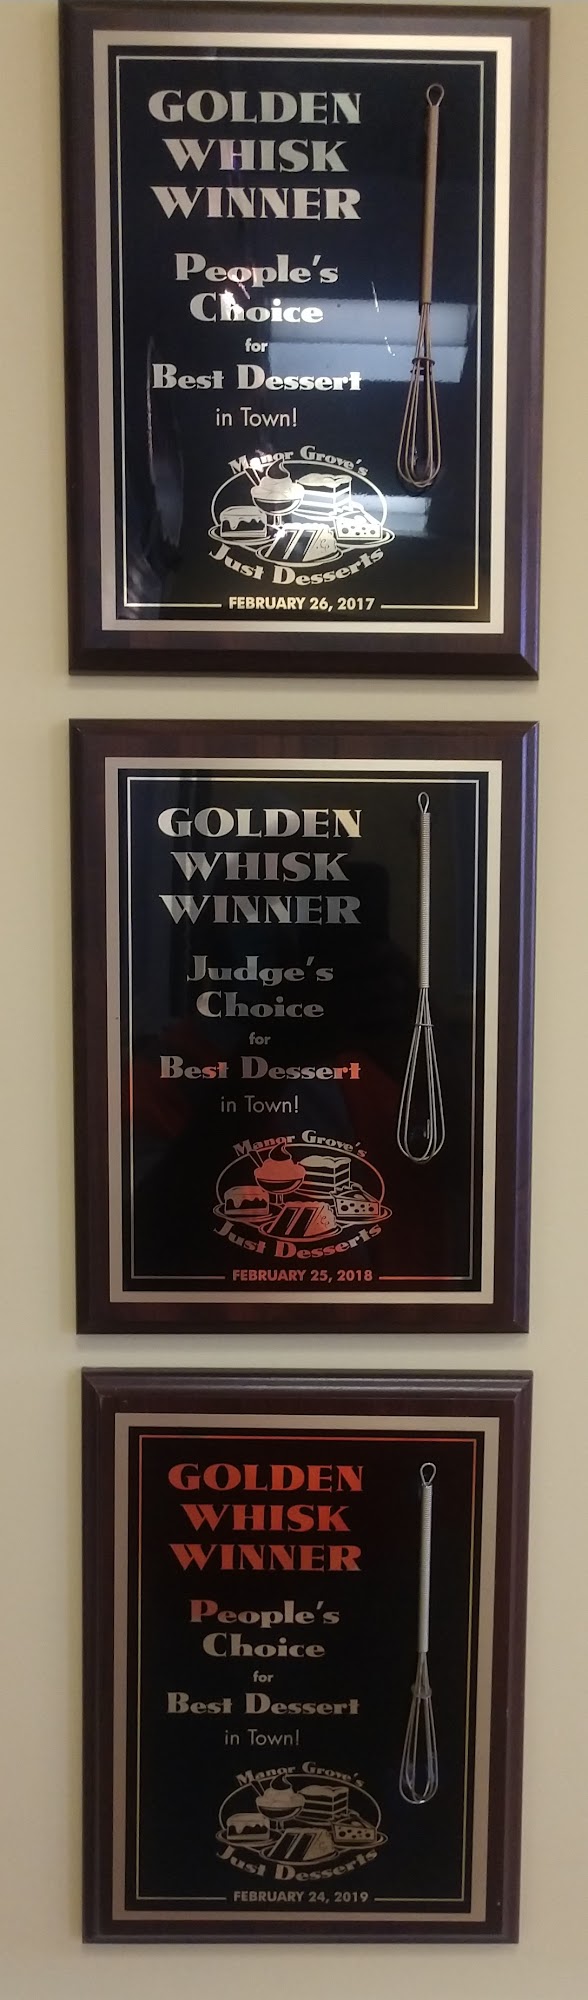 GOLDEN
WHISK
WINNER
People's
Choice
for
Best Dessert
in Town!
Manor Grove's
Just Desserts
FEBRUARY 26, 2017
GOLDEN
WHISK
WINNER
Judge's
Choice
for
Best Dessert
in Town!
Manor Grove's
Just Desserts
FEBRUARY 25, 2018
GOLDEN
WHISK
WINNER
People's
Choice
for
Best Dessert
in Town!
Manor Grove's
Just Desserts
FEBRUARY 24, 2019